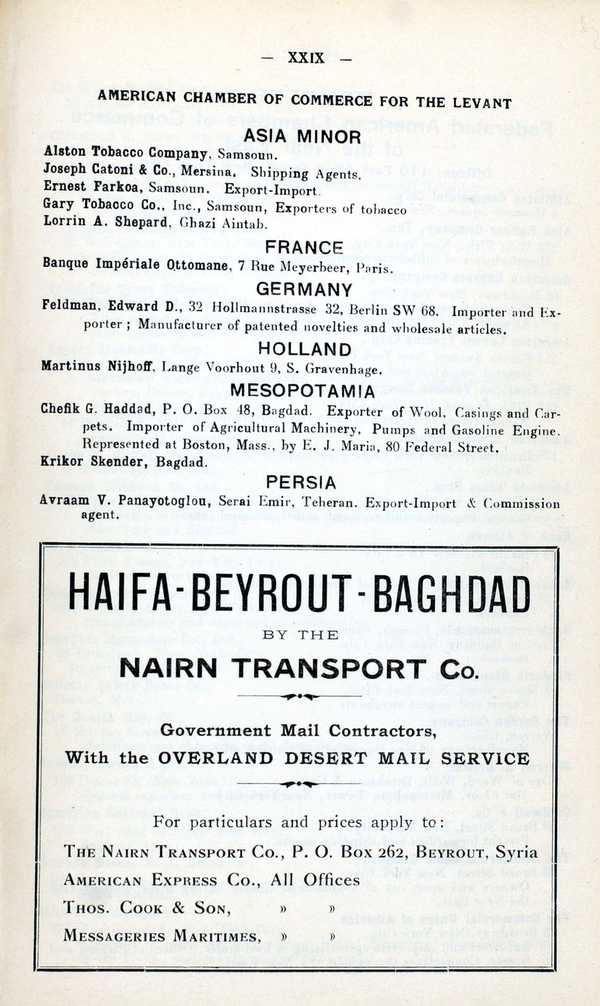 — XXIX —
AMERICAN CHAMBER OF COMMERCE FOR THE LEVANT
ASIA MINOR
Alston Tobacco Company, Samsoun.
Joseph Catoni & Co., Mersina, Shipping Agents.
Ernest Farkoa, Samsoun. Export-Import.
Gary Tobacco Co., Inc., Samsoun, Exporters of tobacco
Lorrin A. Shepard, Ghazi Aintab.
FRANCE
Banque Impériale Ottomane, 7 Rue Meyerbeer, Paris.
GERMANY
Feldman, Edward D., 32 Hollmannstrasse 32, Berlin SW 68. Importer and Ex-
porter ; Manufacturer of patented novelties and wholesale articles.
HOLLAND
Martinus Nijhoff, Lange Voorhout 9, S. Gravenhage.
MESOPOTAMIA
Chefik G. Haddad, P. O. Box 48, Bagdad. Exporter of Wool, Casings and Car-
pets. Importer of Agricultural Machinery, Pumps and Gasoline Engine.
Represented at Boston, Mass., by E. J. Maria, 80 Federal Street.
Krikor Skender, Bagdad.
PERSIA
Avraam V. Panayotoglou, Serai Emir, Teheran. Export-Import & Commission
agent.
HAIFA-BEYROUT-BAGHDAD
BY THE
NAIRN TRANSPORT Co.
Government Mail Contractors,
With the OVERLAND DESERT MAIL SERVICE
For particulars and prices apply to :
THE NAIRN TRANSPORT CO., P. O. BOX 262, BEYROUT, Syria
AMERICAN EXPRESS CO., ALL OFFICES
THOS. COOK & SON, » »
MESSAGERIES MARITIMES, » »